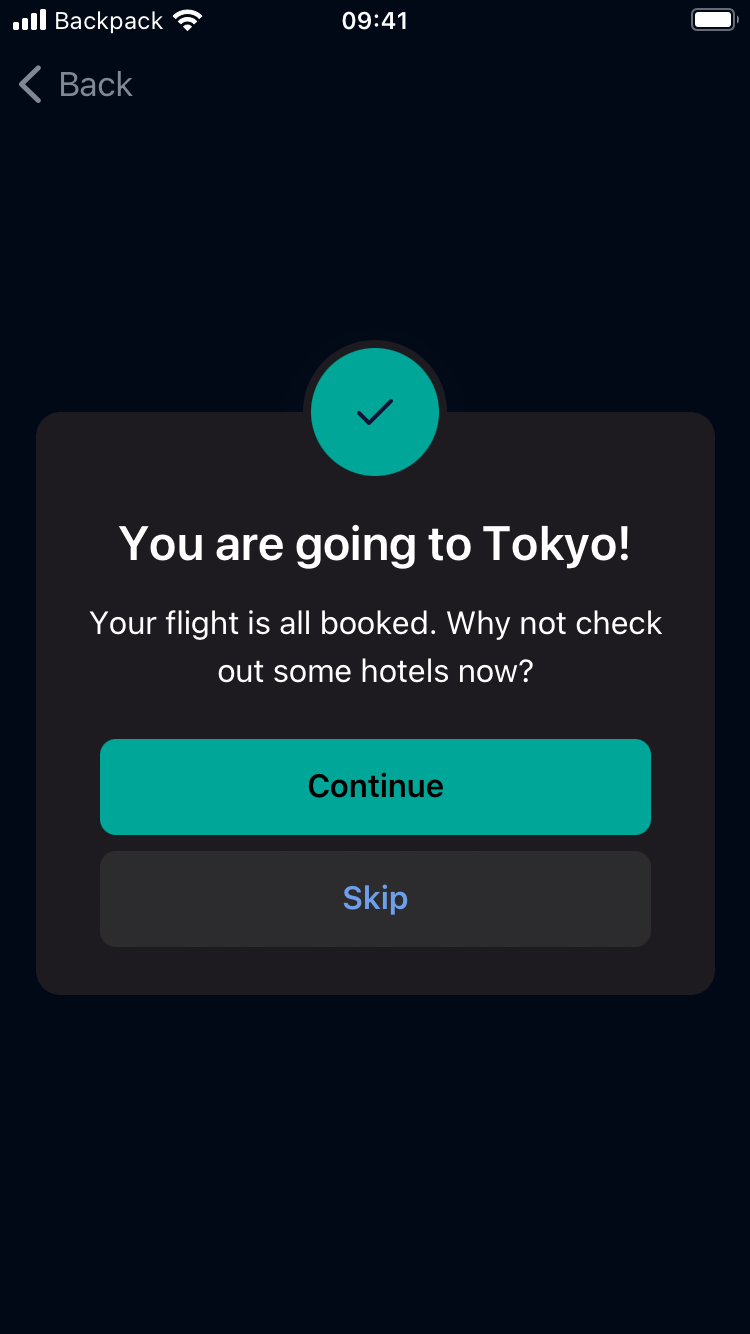 Backpack 09:41
Back
You are going to Tokyo!
Your flight is all booked. Why not check
out some hotels now?
Continue
Skip